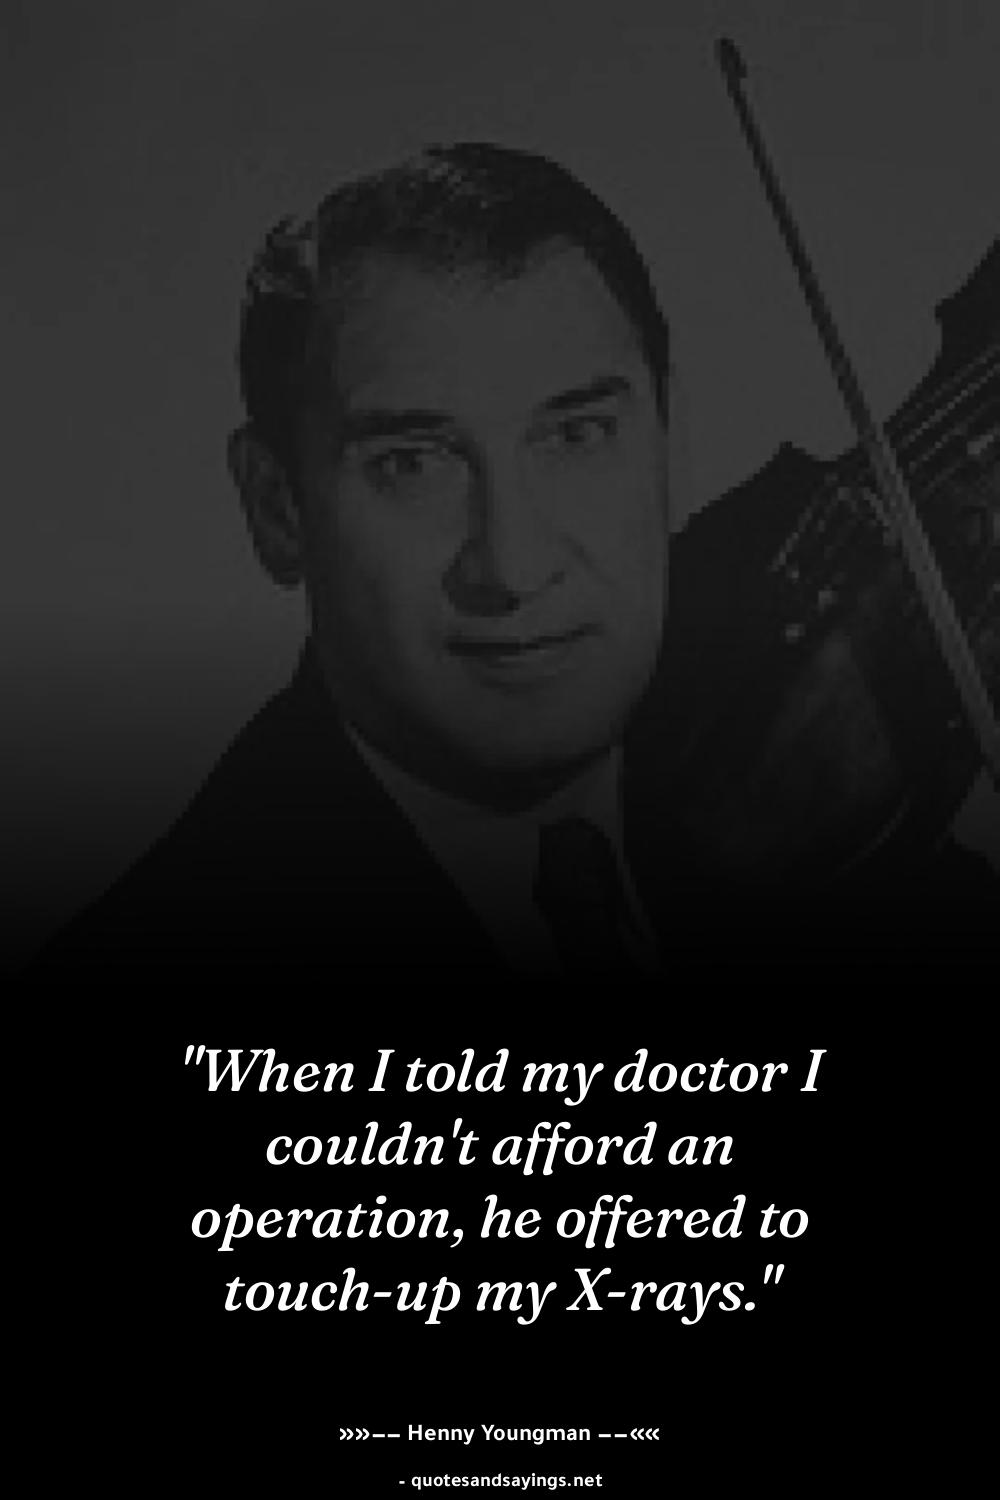 "When I told my doctor I
couldn't afford an
operation, he offered to
touch-up my X-rays."
»»−− Henny Youngman −−««
- quotesandsayings.net